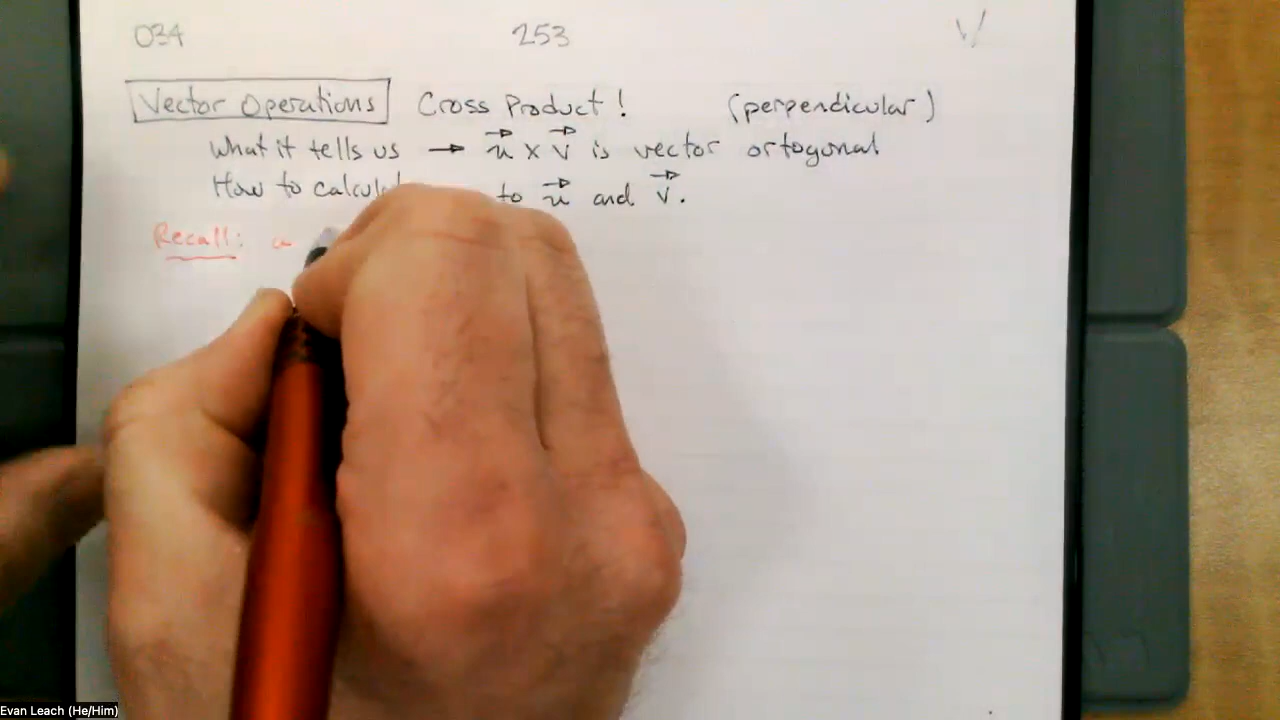 034 253 V
Vector Operations Cross Product! (perpendicular)
What it tells us → u⃗ x v⃗ is vector ortogonal
How to calculat to u⃗ and v⃗.
Recall: u
Evan Leach (He/Him)